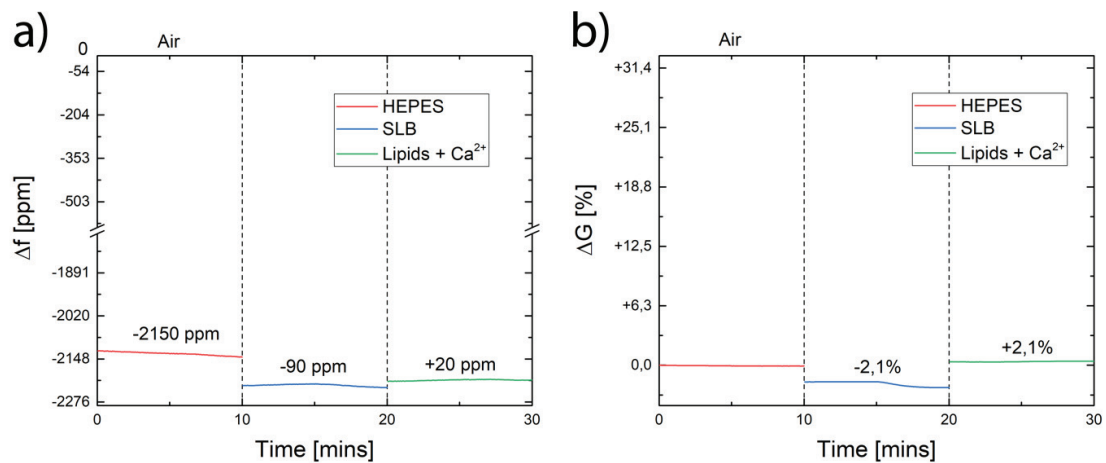 a)
Air
0
-54
-204
-353
-503
-1891
-2020
-2148
-2276
Δf [ppm]
HEPES
SLB
Lipids + Ca²⁺
-2150 ppm
-90 ppm
+20 ppm
0 10 20 30
Time [mins]
b)
Air
+31,4
+25,1
+18,8
+12,5
+6,3
0,0
ΔG [%]
HEPES
SLB
Lipids + Ca²⁺
-2,1%
+2,1%
0 10 20 30
Time [mins]